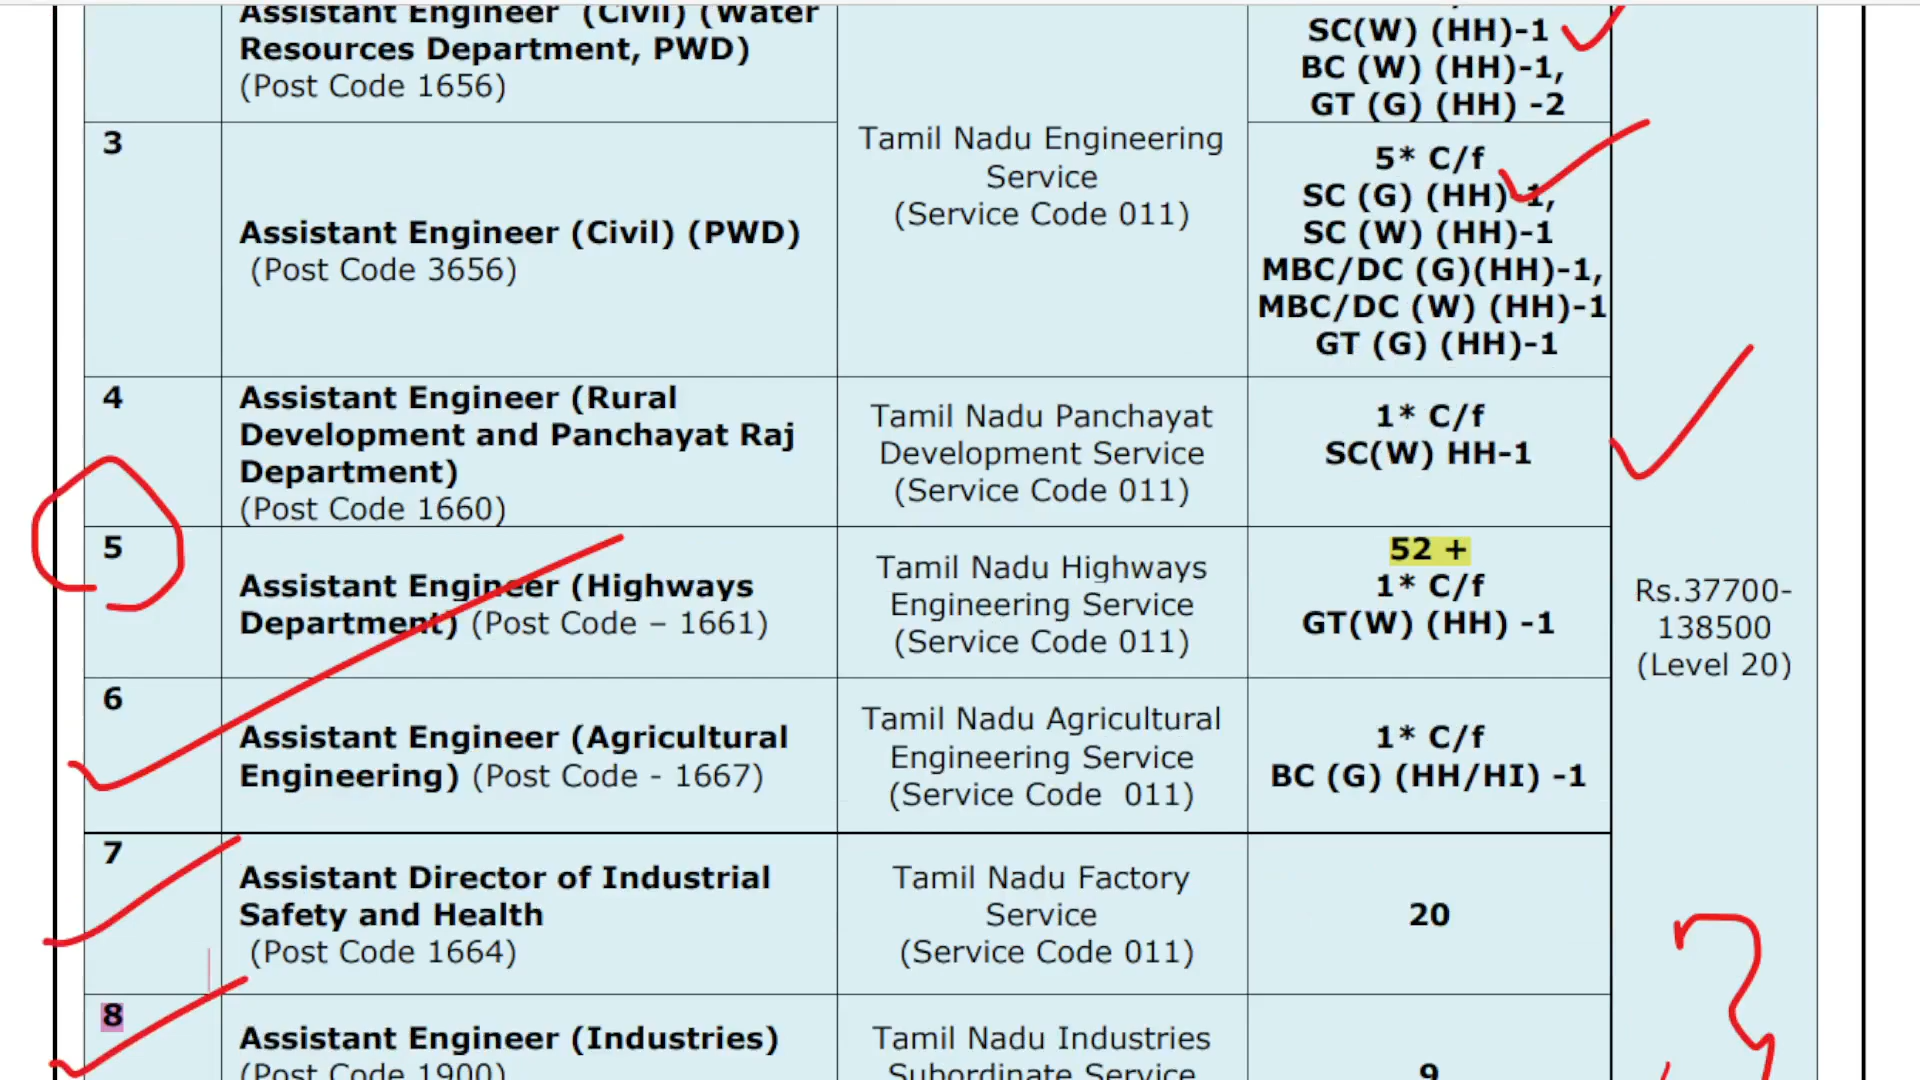 Assistant Engineer (Civil) (Water
Resources Department, PWD)
(Post Code 1656)
SC(W) (HH)-1
BC (W) (HH)-1,
GT (G) (HH) -2
3
Assistant Engineer (Civil) (PWD)
(Post Code 3656)
Tamil Nadu Engineering
Service
(Service Code 011)
5* C/f
SC (G) (HH)-1,
SC (W) (HH)-1
MBC/DC (G)(HH)-1,
MBC/DC (W) (HH)-1
GT (G) (HH)-1
4
Assistant Engineer (Rural
Development and Panchayat Raj
Department)
(Post Code 1660)
Tamil Nadu Panchayat
Development Service
(Service Code 011)
1* C/f
SC(W) HH-1
5
Assistant Engineer (Highways
Department) (Post Code – 1661)
Tamil Nadu Highways
Engineering Service
(Service Code 011)
52 +
1* C/f
GT(W) (HH) -1
Rs.37700-
138500
(Level 20)
6
Assistant Engineer (Agricultural
Engineering) (Post Code - 1667)
Tamil Nadu Agricultural
Engineering Service
(Service Code 011)
1* C/f
BC (G) (HH/HI) -1
7
Assistant Director of Industrial
Safety and Health
(Post Code 1664)
Tamil Nadu Factory
Service
(Service Code 011)
20
8
Assistant Engineer (Industries)
(Post Code 1900)
Tamil Nadu Industries
Subordinate Service
9